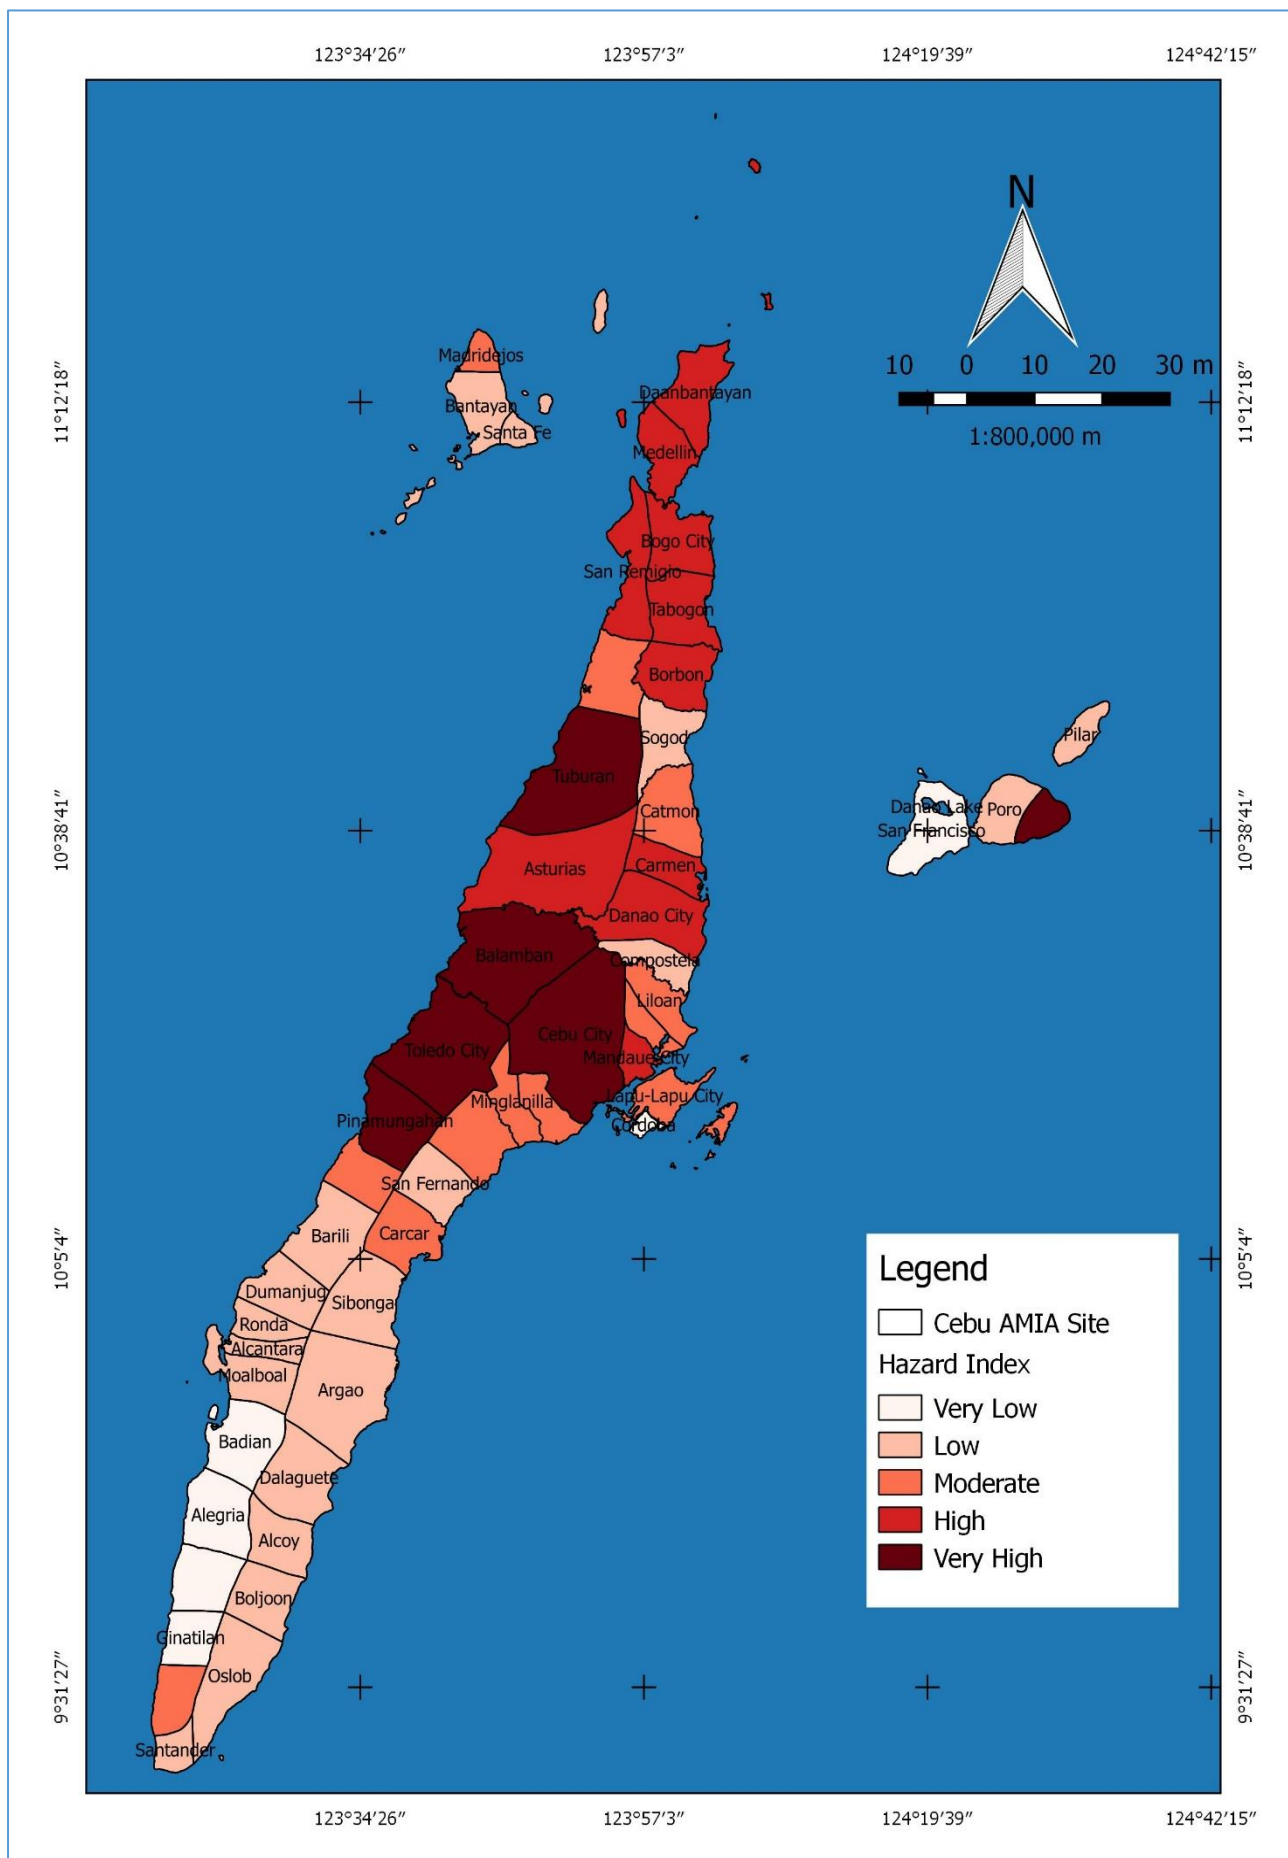 123°34′26″ 123°57′3″ 124°19′39″ 124°42′15″
N
10 0 10 20 30 m
1:800,000 m
11°12′18″
11°12′18″
Madridejos
Bantayan
Santa Fe
Daanbantayan
Medellin
Bogo City
San Remigio
Tabogon
Borbon
Sogod
Pilar
Tuburan
Catmon
Danao Lake
Poro
San Francisco
10°38′41″
10°38′41″
Asturias
Carmen
Danao City
Balamban
Compostela
Liloan
Cebu City
Toledo City
Mandaue City
Lapu-Lapu City
Minglanilla
Pinamungahan
Cordoba
San Fernando
Carcar
Barili
10°5′4″
10°5′4″
Dumanjug
Sibonga
Ronda
Alcantara
Moalboal
Argao
Badian
Dalaguete
Alegria
Alcoy
Boljoon
Ginatilan
Oslob
9°31′27″
9°31′27″
Santander
Legend
Cebu AMIA Site
Hazard Index
Very Low
Low
Moderate
High
Very High
123°34′26″ 123°57′3″ 124°19′39″ 124°42′15″